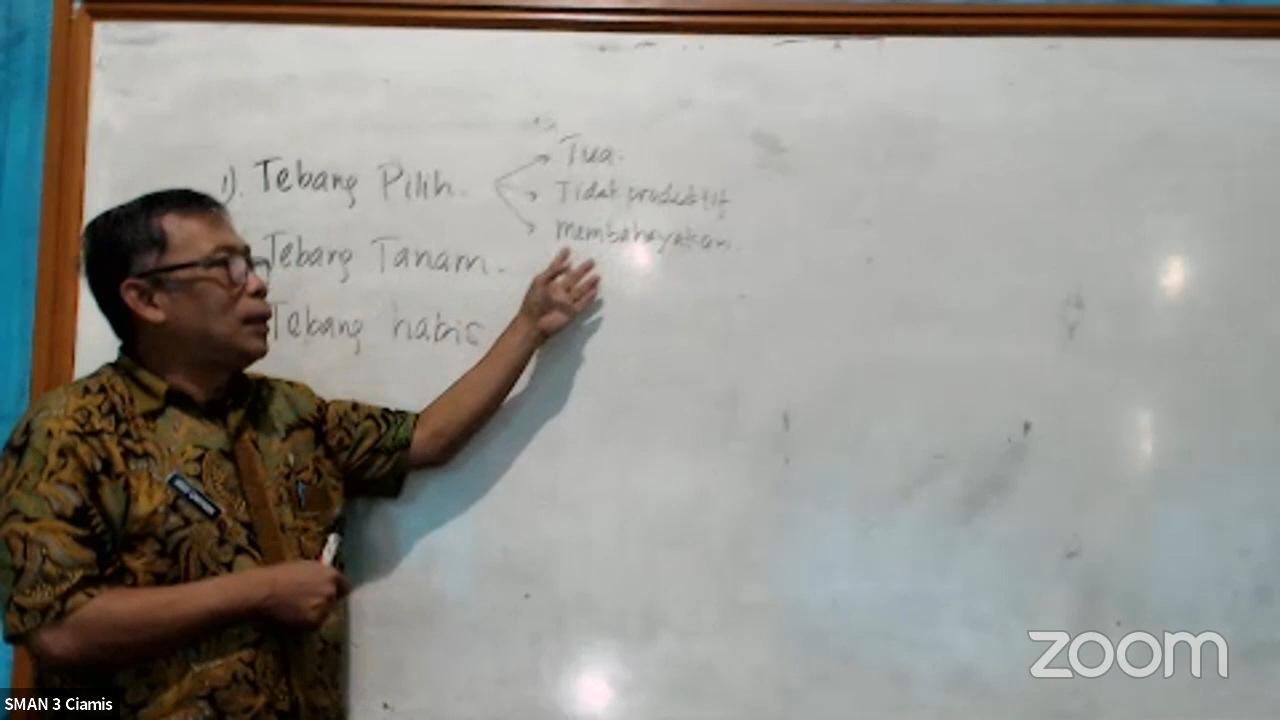 1). Tebang Pilih.
Tua.
Tidak produktif
Membahayakan.
Tebang Tanam.
Tebang habis
zoom
SMAN 3 Ciamis